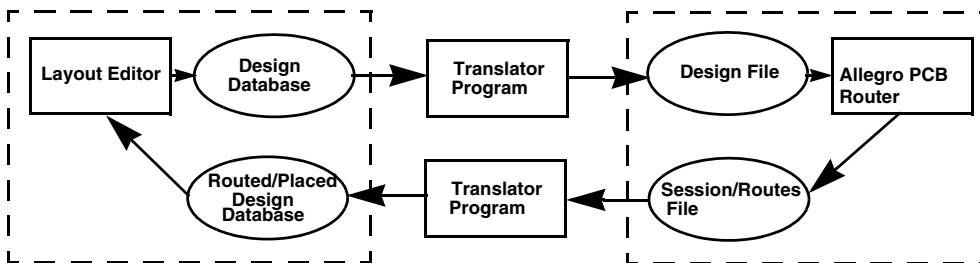 Layout Editor
Design
Database
Translator
Program
Design File
Allegro PCB
Router
Routed/Placed
Design
Database
Translator
Program
Session/Routes
File